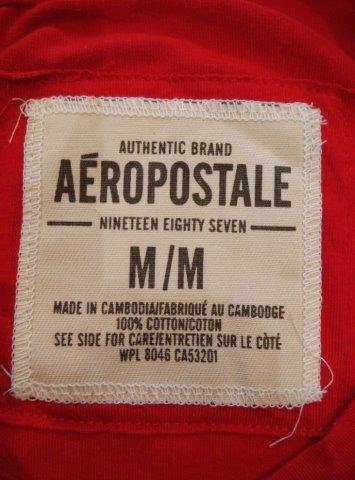 AUTHENTIC BRAND
AÉROPOSTALE
NINETEEN EIGHTY SEVEN
M/M
MADE IN CAMBODIA/FABRIQUÉ AU CAMBODGE
100% COTTON/COTON
SEE SIDE FOR CARE/ENTRETIEN SUR LE CÒTÉ
WPL 8046 CA53201